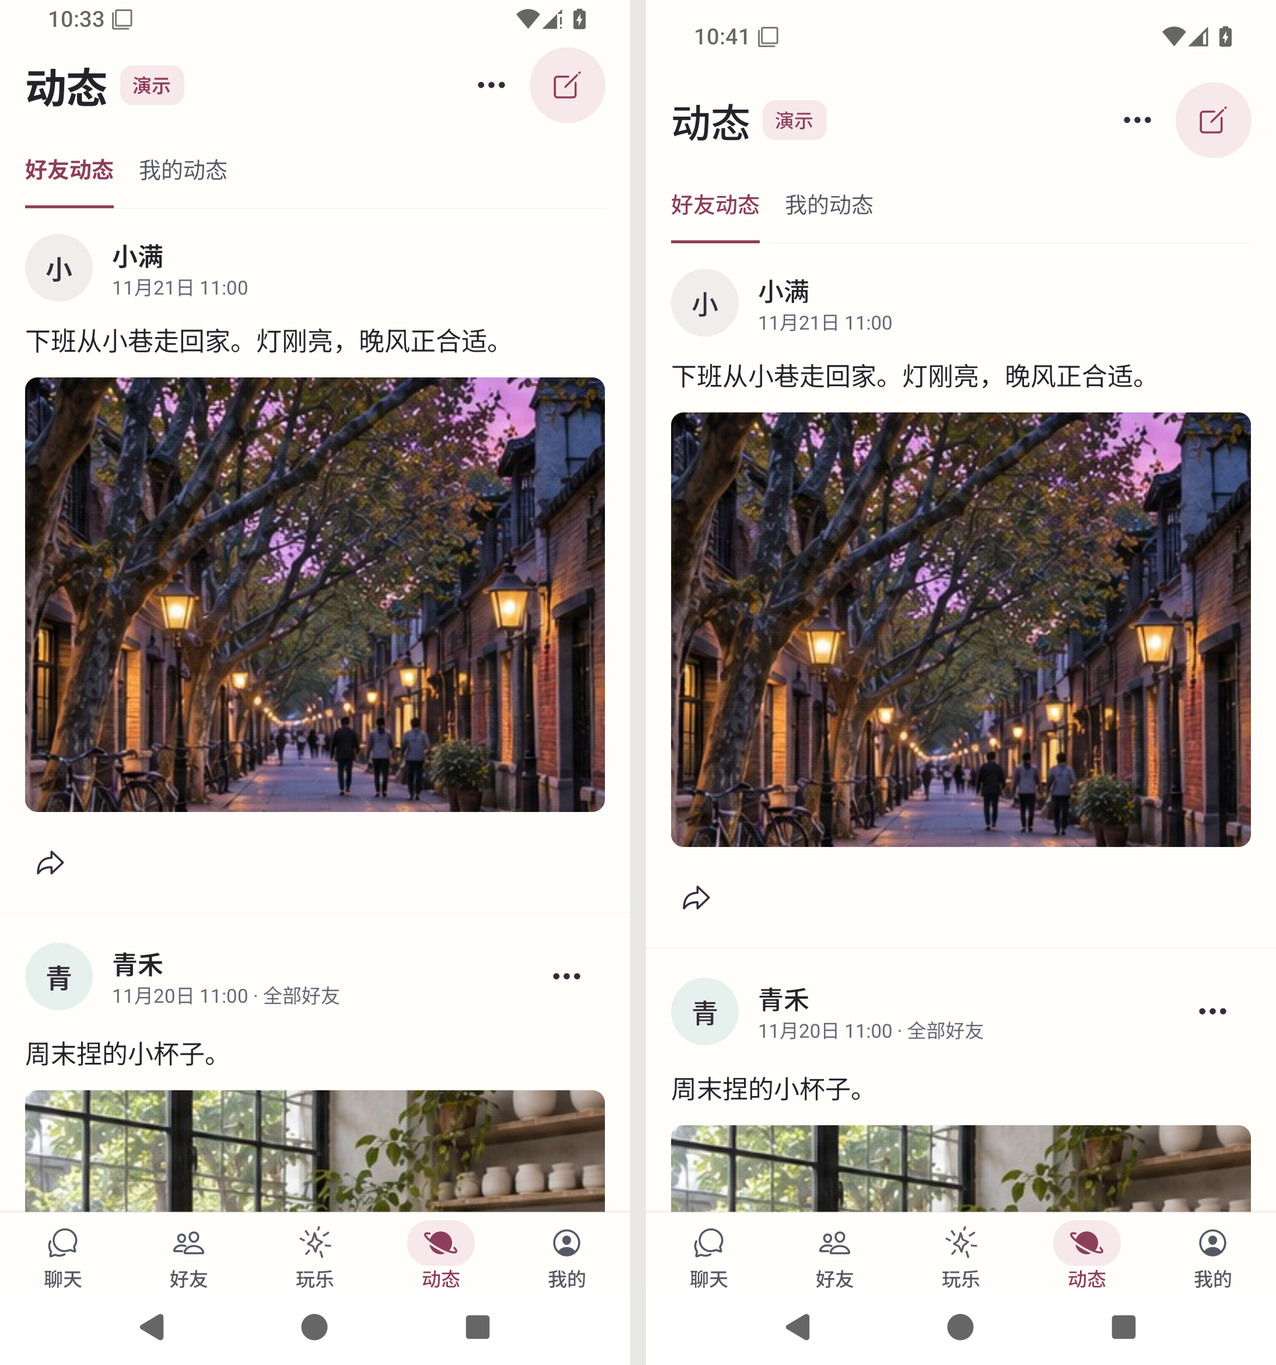 10:33
动态 演示
好友动态 我的动态
小 小满
11月21日 11:00
下班从小巷走回家。灯刚亮，晚风正合适。
青 青禾
11月20日 11:00 · 全部好友
周末捏的小杯子。
聊天 好友 玩乐 动态 我的
10:41
动态 演示
好友动态 我的动态
小 小满
11月21日 11:00
下班从小巷走回家。灯刚亮，晚风正合适。
青 青禾
11月20日 11:00 · 全部好友
周末捏的小杯子。
聊天 好友 玩乐 动态 我的